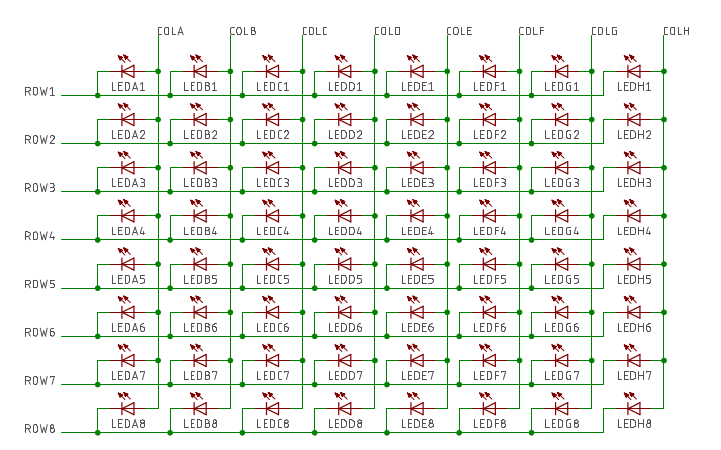 COLA COLB COLC COLD COLE COLF COLG COLH
LEDA1 LEDB1 LEDC1 LEDD1 LEDE1 LEDF1 LEDG1 LEDH1
ROW1
LEDA2 LEDB2 LEDC2 LEDD2 LEDE2 LEDF2 LEDG2 LEDH2
ROW2
LEDA3 LEDB3 LEDC3 LEDD3 LEDE3 LEDF3 LEDG3 LEDH3
ROW3
LEDA4 LEDB4 LEDC4 LEDD4 LEDE4 LEDF4 LEDG4 LEDH4
ROW4
LEDA5 LEDB5 LEDC5 LEDD5 LEDE5 LEDF5 LEDG5 LEDH5
ROW5
LEDA6 LEDB6 LEDC6 LEDD6 LEDE6 LEDF6 LEDG6 LEDH6
ROW6
LEDA7 LEDB7 LEDC7 LEDD7 LEDE7 LEDF7 LEDG7 LEDH7
ROW7
LEDA8 LEDB8 LEDC8 LEDD8 LEDE8 LEDF8 LEDG8 LEDH8
ROW8